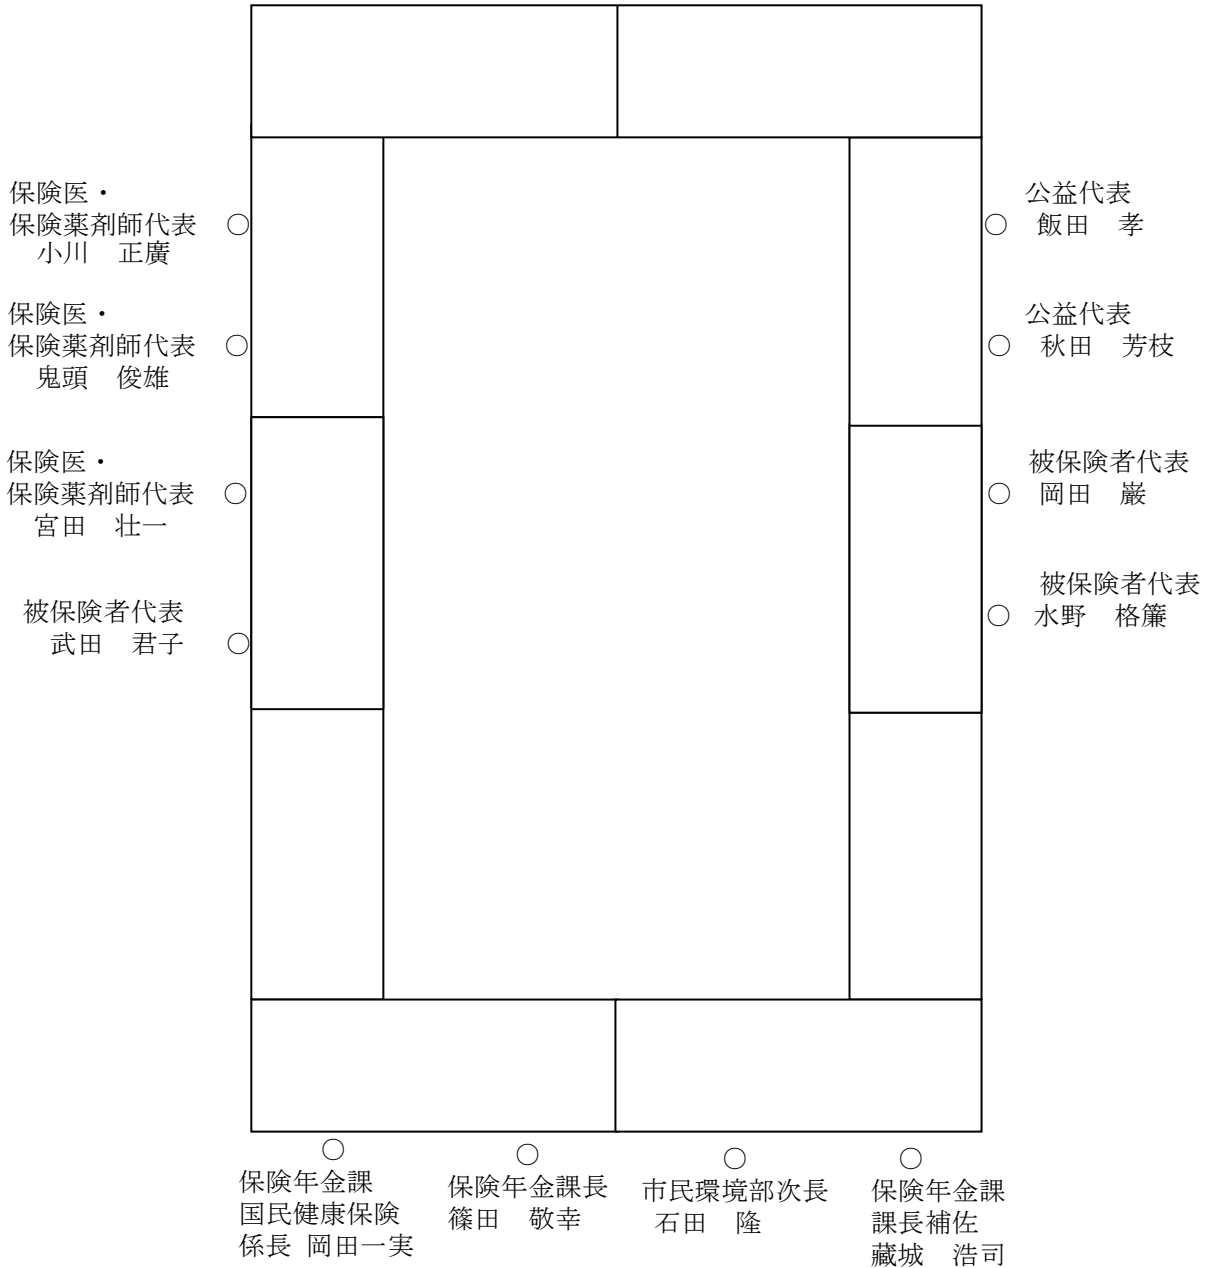 保険医・
保険薬剤師代表 ○
小川　正廣
保険医・
保険薬剤師代表 ○
鬼頭　俊雄
保険医・
保険薬剤師代表 ○
宮田　壮一
被保険者代表
武田　君子 ○
公益代表
○ 飯田　孝
公益代表
○ 秋田　芳枝
被保険者代表
○ 岡田　巌
被保険者代表
○ 水野　格簾
○
保険年金課
国民健康保険
係長 岡田一実
○
保険年金課長
篠田　敬幸
○
市民環境部次長
石田　隆
○
保険年金課
課長補佐
藏城　浩司